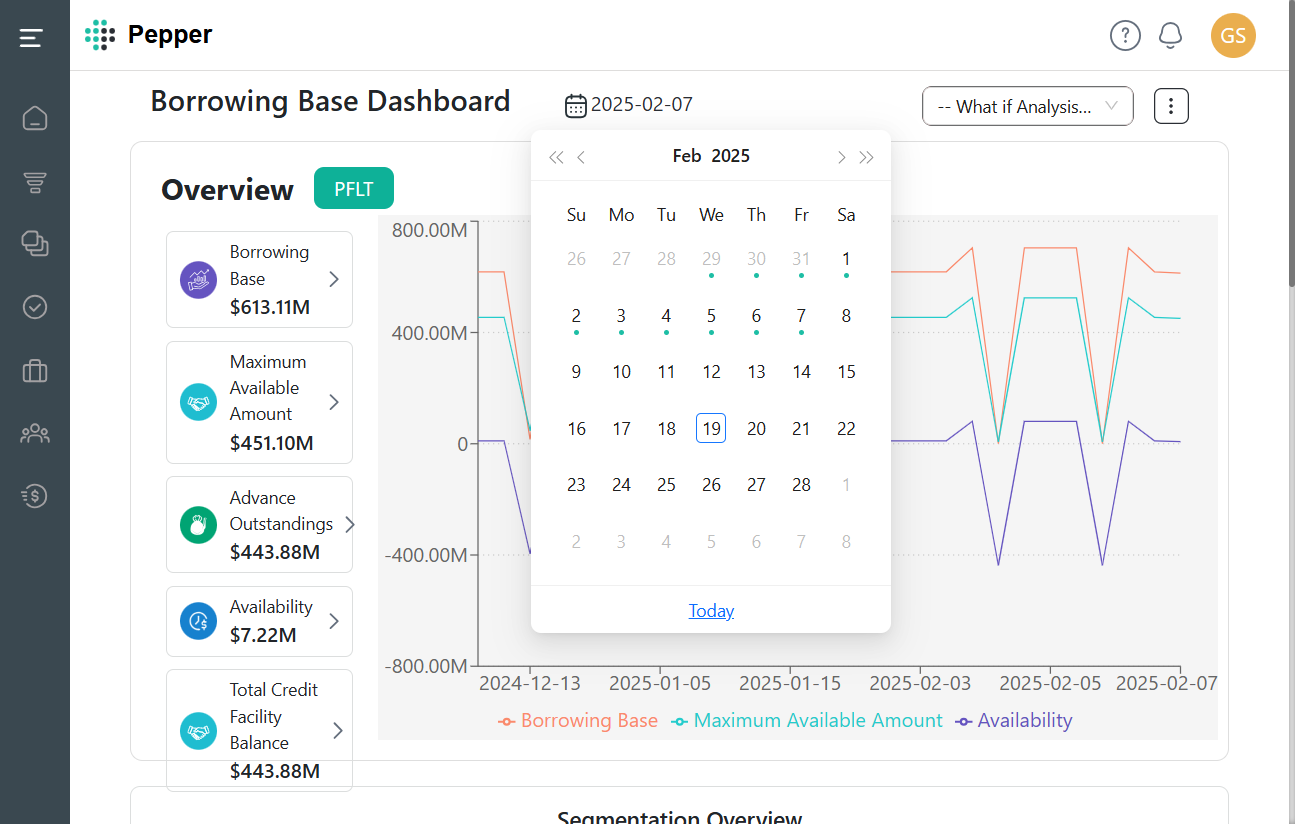 Pepper
?
GS
Borrowing Base Dashboard
2025-02-07
-- What if Analysis...
Feb 2025
Overview
PFLT
Su Mo Tu We Th Fr Sa
26 27 28 29 30 31 1
2 3 4 5 6 7 8
9 10 11 12 13 14 15
16 17 18 19 20 21 22
23 24 25 26 27 28 1
2 3 4 5 6 7 8
Today
Borrowing
Base
$613.11M
Maximum
Available
Amount
$451.10M
Advance
Outstandings
$443.88M
Availability
$7.22M
Total Credit
Facility
Balance
$443.88M
800.00M
400.00M
0
-400.00M
-800.00M
2024-12-13 2025-01-05 2025-01-15 2025-02-03 2025-02-05 2025-02-07
Borrowing Base Maximum Available Amount Availability
Segmentation Overview